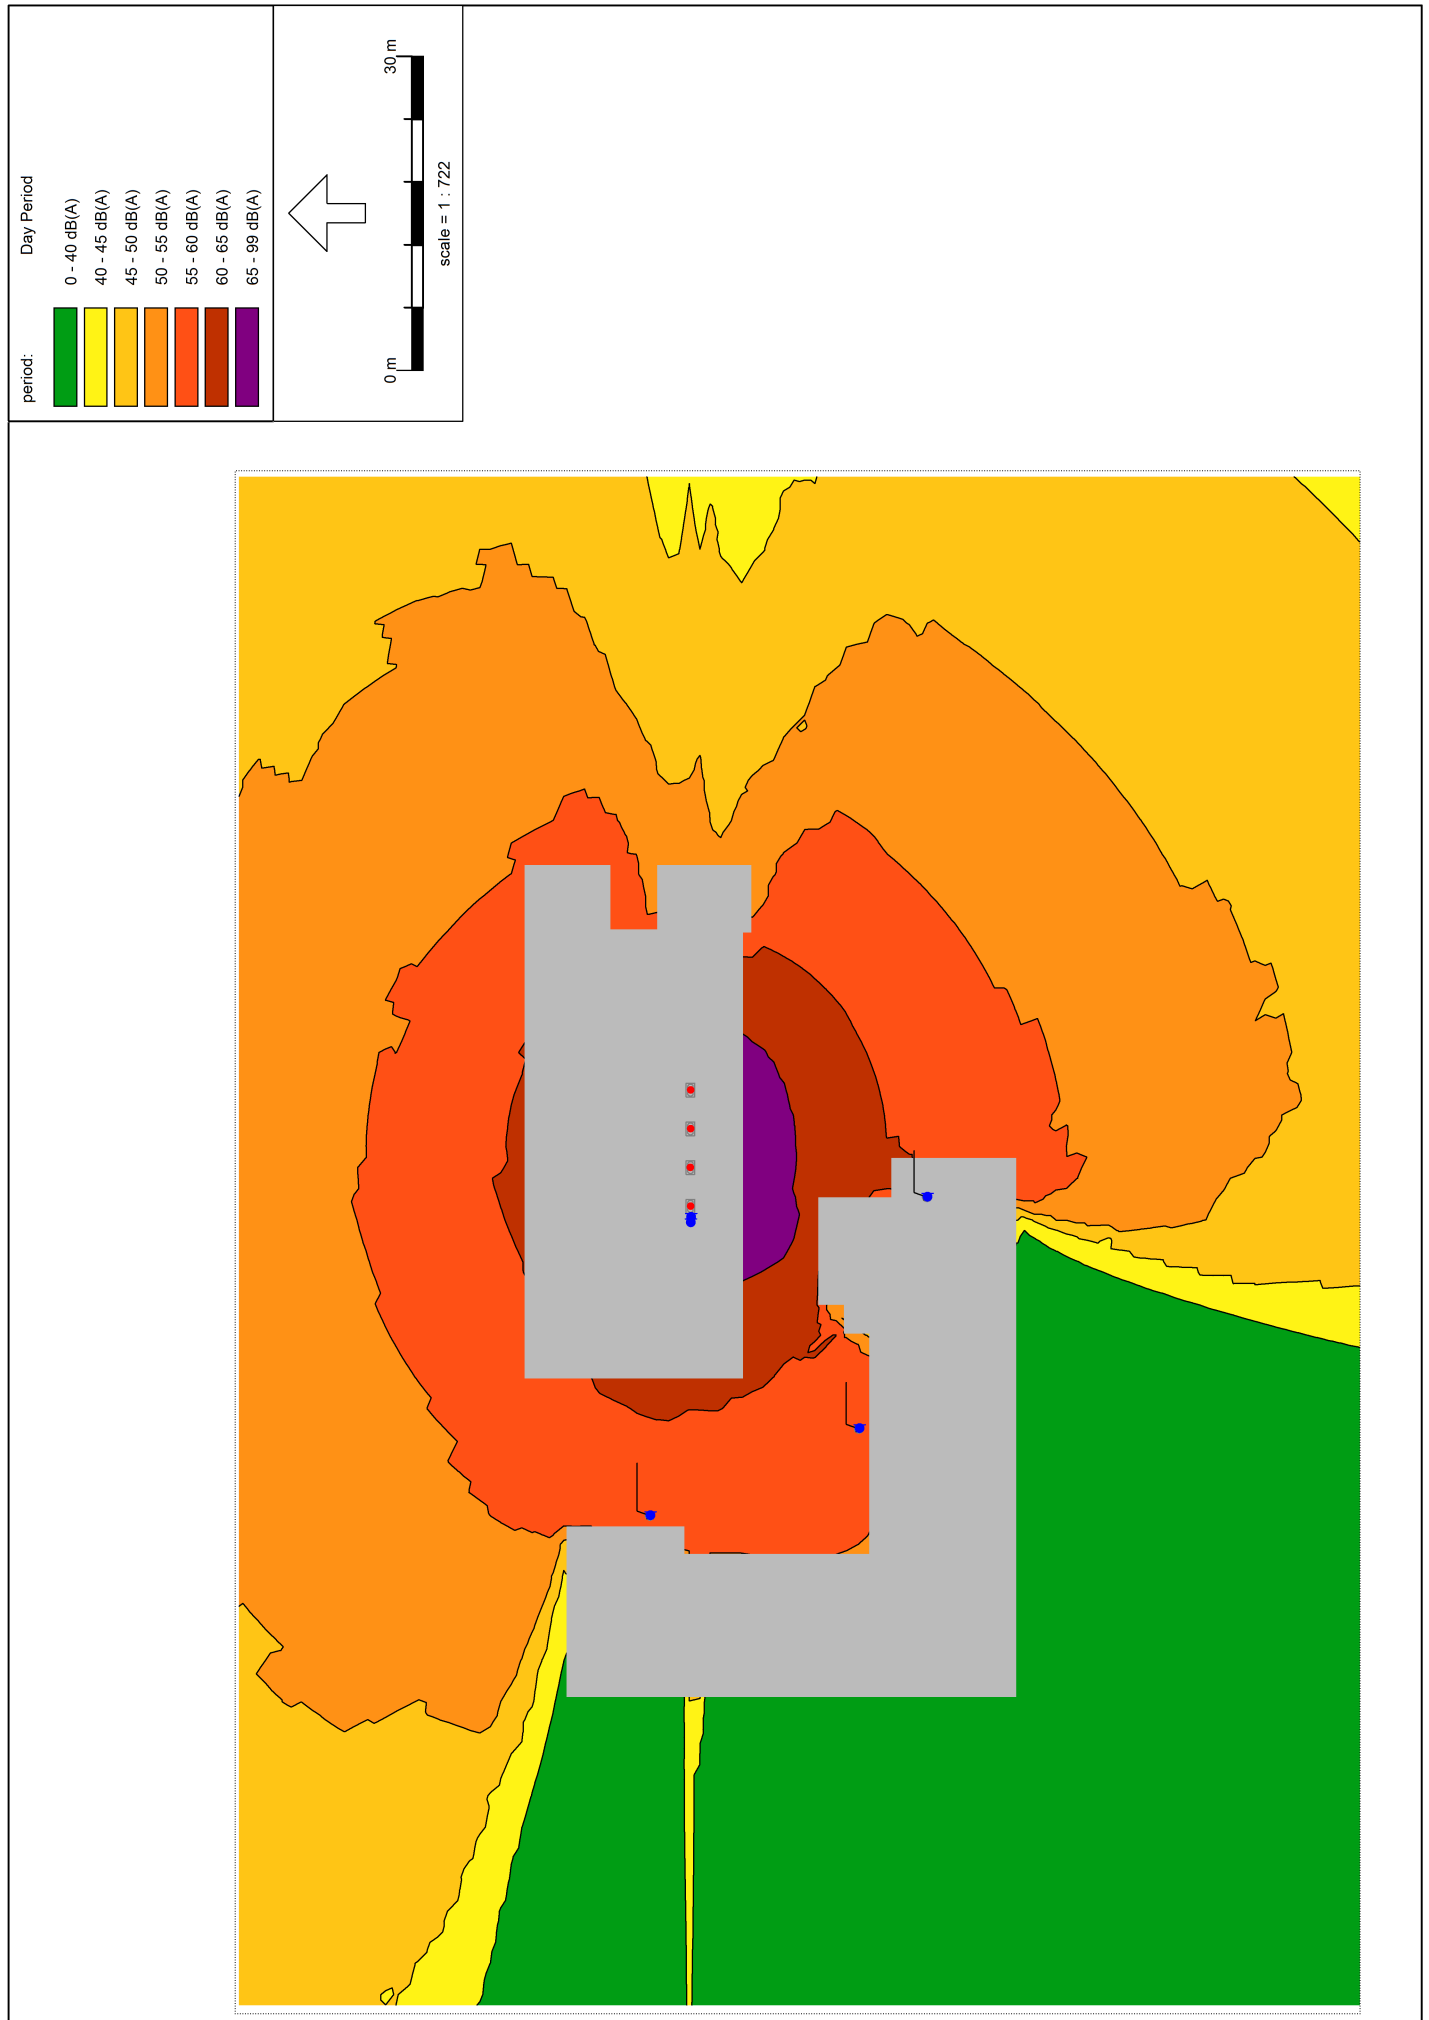 period: Day Period
0 - 40 dB(A)
40 - 45 dB(A)
45 - 50 dB(A)
50 - 55 dB(A)
55 - 60 dB(A)
60 - 65 dB(A)
65 - 99 dB(A)
0 m 30 m
scale = 1 : 722